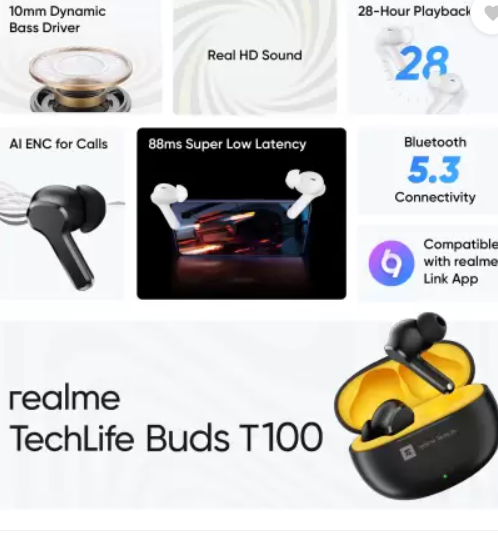 10mm Dynamic
Bass Driver
Real HD Sound
28-Hour Playback
28
AI ENC for Calls
88ms Super Low Latency
Bluetooth
5.3
Connectivity
Compatible
with realme
Link App
realme
TechLife Buds T100